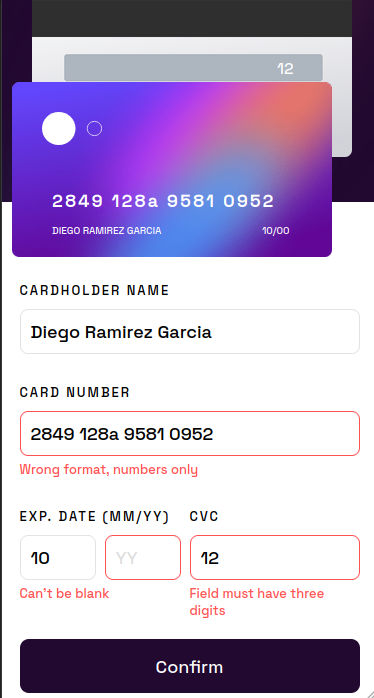 12
2849 128a 9581 0952
DIEGO RAMIREZ GARCIA 10/00
CARDHOLDER NAME
Diego Ramirez Garcia
CARD NUMBER
2849 128a 9581 0952
Wrong format, numbers only
EXP. DATE (MM/YY) CVC
10 YY 12
Can't be blank
Field must have three
digits
Confirm